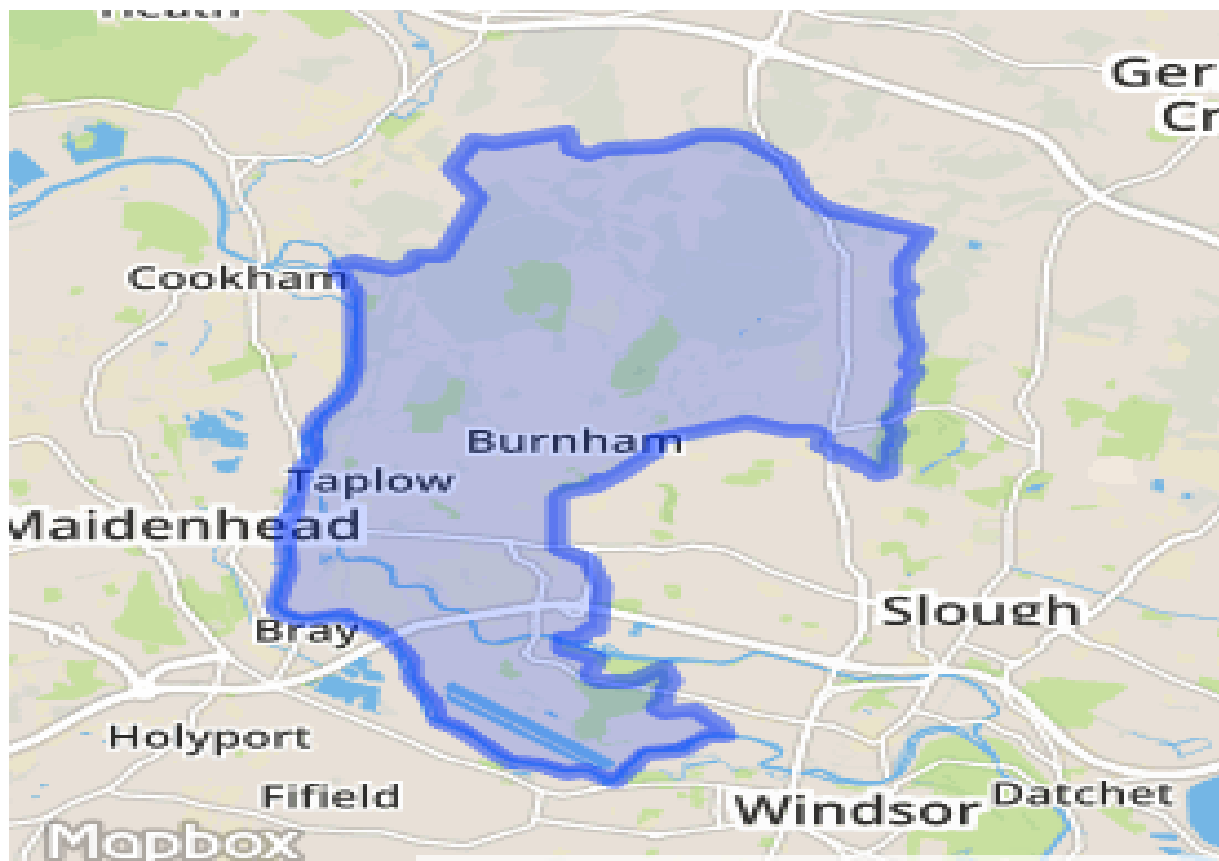 Ger
Cr
Cookham
Burnham
Taplow
Maidenhead
Bray
Slough
Holyport
Fifield
Windsor
Datchet
Mapbox